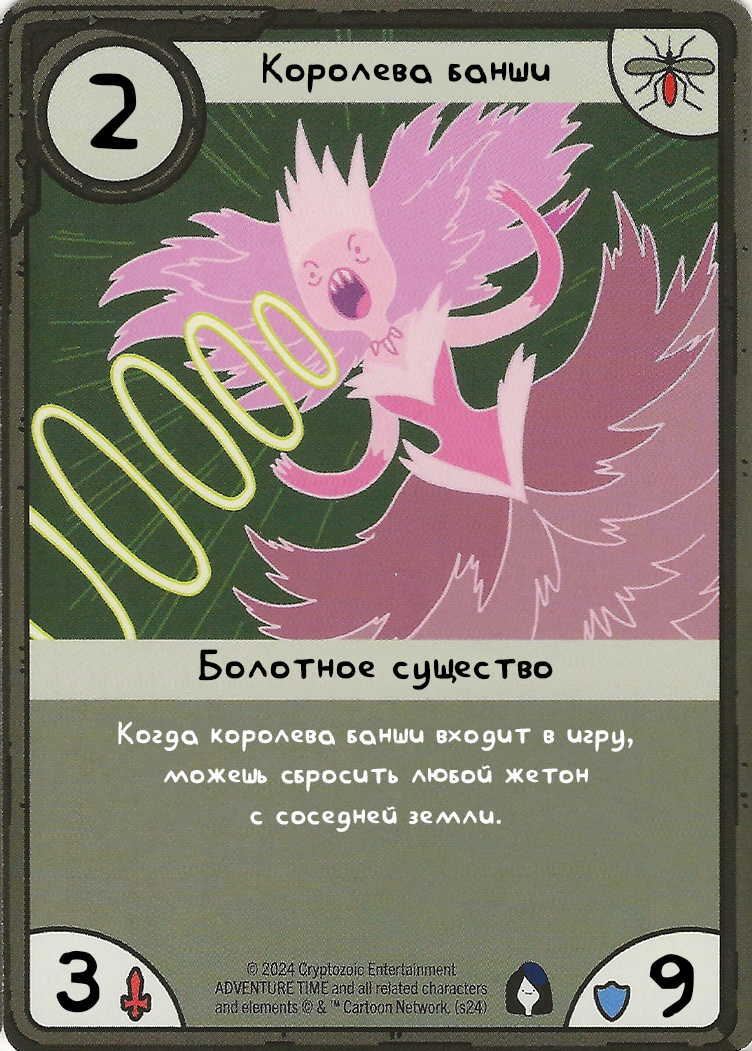 2
Королева банши
Болотное существо
Когда королева банши входит в игру,
можешь сбросить любой жетон
с соседней земли.
3
© 2024 Cryptozoic Entertainment
ADVENTURE TIME and all related characters
and elements © & ™ Cartoon Network. (s24)
9